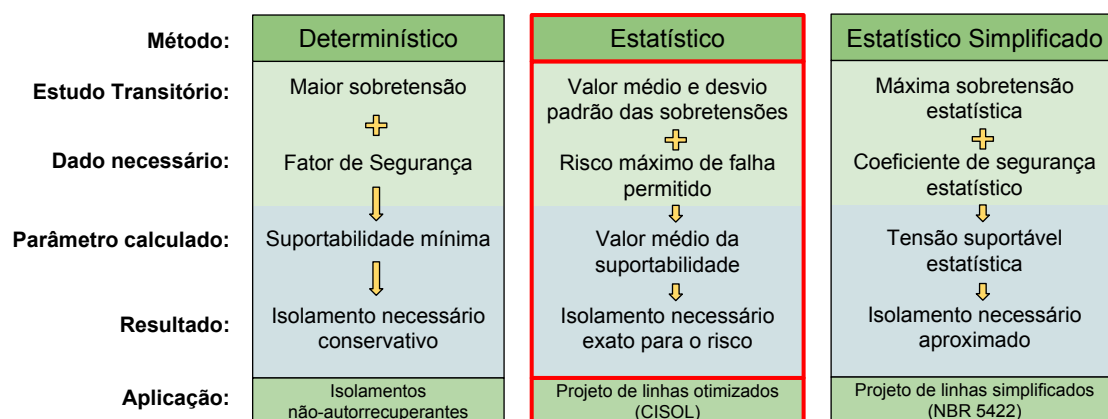 Método:
Determinístico
Estatístico
Estatístico Simplificado
Estudo Transitório:
Maior sobretensão
Valor médio e desvio
padrão das sobretensões
Máxima sobretensão
estatística
Dado necessário:
Fator de Segurança
Risco máximo de falha
permitido
Coeficiente de segurança
estatístico
Parâmetro calculado:
Suportabilidade mínima
Valor médio da
suportabilidade
Tensão suportável
estatística
Resultado:
Isolamento necessário
conservativo
Isolamento necessário
exato para o risco
Isolamento necessário
aproximado
Aplicação:
Isolamentos
não-autorrecuperantes
Projeto de linhas otimizados
(CISOL)
Projeto de linhas simplificados
(NBR 5422)